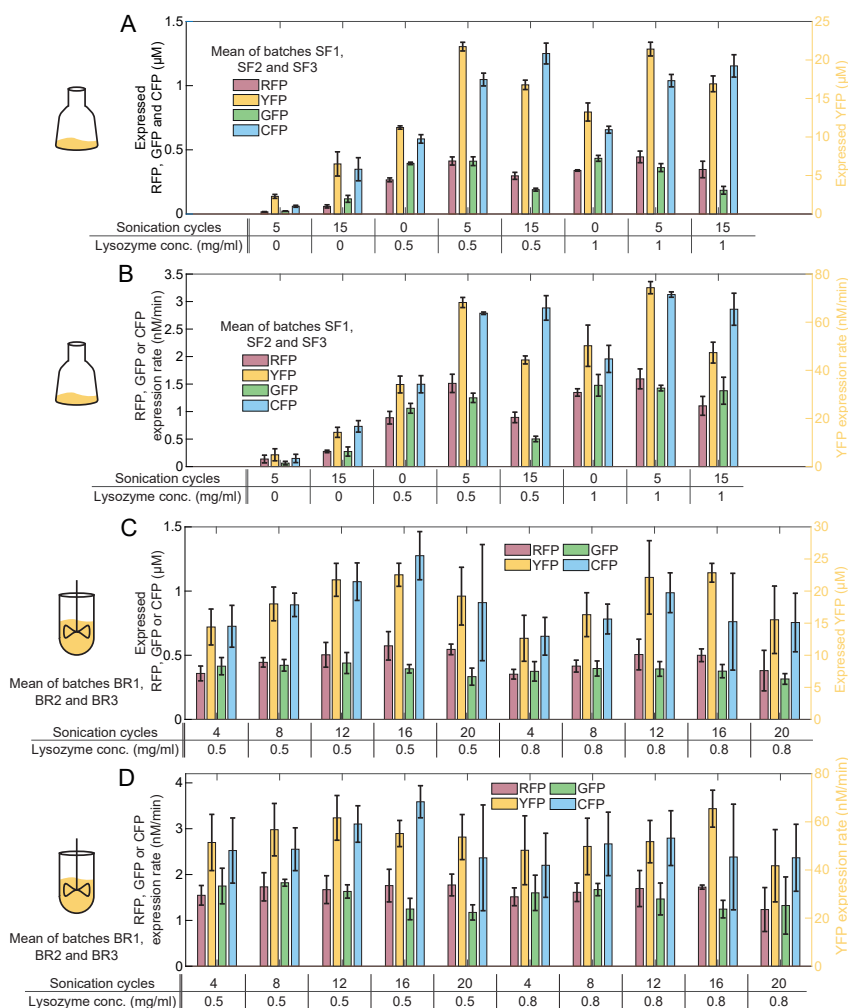 A
Mean of batches SF1,
SF2 and SF3
RFP
YFP
GFP
CFP
Expressed
RFP, GFP and CFP (µM)
1.5
1
0.5
0
Expressed YFP (µM)
25
20
15
10
5
0
Sonication cycles 5 15 0 5 15 0 5 15
Lysozyme conc. (mg/ml) 0 0 0.5 0.5 0.5 1 1 1
B
Mean of batches SF1,
SF2 and SF3
RFP
YFP
GFP
CFP
RFP, GFP or CFP
expression rate (nM/min)
3.5
3
2.5
2
1.5
1
0.5
0
YFP expression rate (nM/min)
80
60
40
20
0
Sonication cycles 5 15 0 5 15 0 5 15
Lysozyme conc. (mg/ml) 0 0 0.5 0.5 0.5 1 1 1
C
RFP GFP
YFP CFP
Expressed
RFP, GFP or CFP (µM)
1.5
1
0.5
0
Expressed YFP (µM)
30
25
20
15
10
5
0
Mean of batches BR1,
BR2 and BR3
Sonication cycles 4 8 12 16 20 4 8 12 16 20
Lysozyme conc. (mg/ml) 0.5 0.5 0.5 0.5 0.5 0.8 0.8 0.8 0.8 0.8
D
RFP GFP
YFP CFP
RFP, GFP or CFP
expression rate (nM/min)
4
3
2
1
0
YFP expression rate (nM/min)
80
60
40
20
0
Mean of batches BR1,
BR2 and BR3
Sonication cycles 4 8 12 16 20 4 8 12 16 20
Lysozyme conc. (mg/ml) 0.5 0.5 0.5 0.5 0.5 0.8 0.8 0.8 0.8 0.8